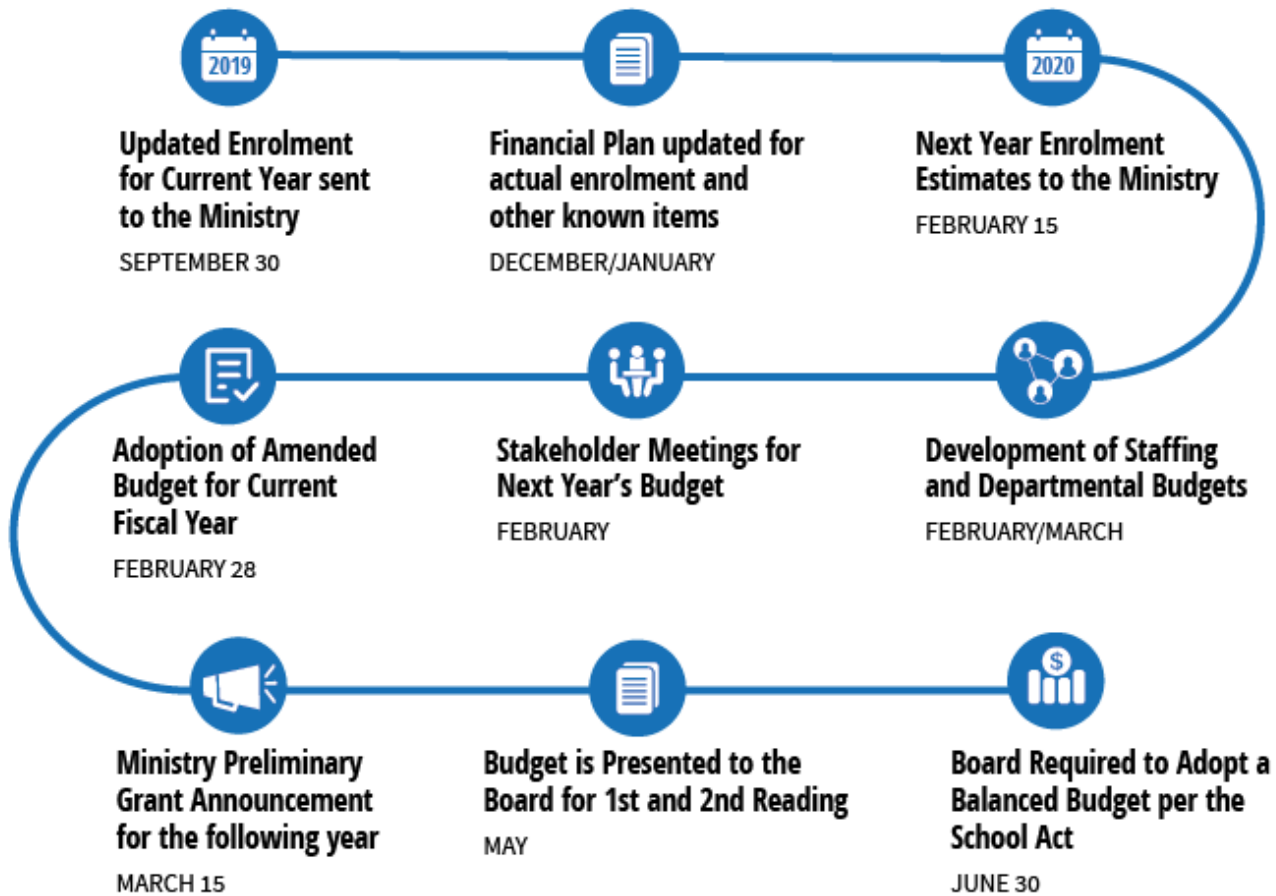 2019
Updated Enrolment
for Current Year sent
to the Ministry
SEPTEMBER 30
Financial Plan updated for
actual enrolment and
other known items
DECEMBER/JANUARY
2020
Next Year Enrolment
Estimates to the Ministry
FEBRUARY 15
Development of Staffing
and Departmental Budgets
FEBRUARY/MARCH
Stakeholder Meetings for
Next Year's Budget
FEBRUARY
Adoption of Amended
Budget for Current
Fiscal Year
FEBRUARY 28
Ministry Preliminary
Grant Announcement
for the following year
MARCH 15
Budget is Presented to the
Board for 1st and 2nd Reading
MAY
$
Board Required to Adopt a
Balanced Budget per the
School Act
JUNE 30